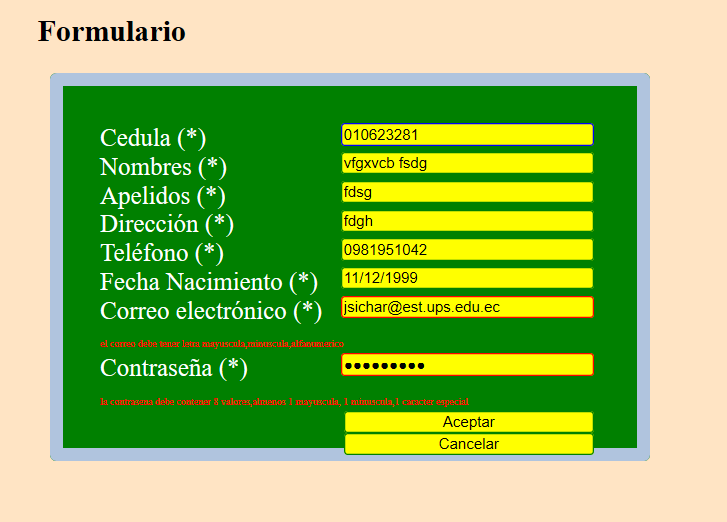 Formulario
Cedula (*) 010623281
Nombres (*) vfgxvcb fsdg
Apelidos (*) fdsg
Dirección (*) fdgh
Teléfono (*) 0981951042
Fecha Nacimiento (*) 11/12/1999
Correo electrónico (*) jsichar@est.ups.edu.ec
el correo debe tener letra mayuscula,minuscula,alfanumerico
Contraseña (*) ●●●●●●●●●
la contrasena debe contener 8 valores,almenos 1 mayuscula, 1 minuscula,1 caracter especial
Aceptar
Cancelar